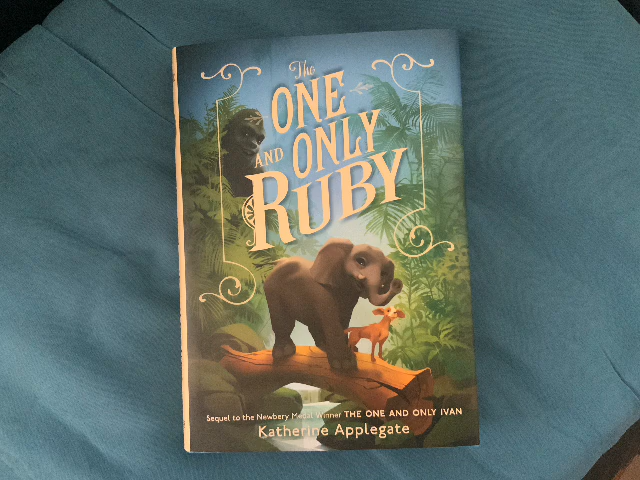 The
ONE
AND ONLY
RUBY
Sequel to the Newbery Medal Winner THE ONE AND ONLY IVAN
Katherine Applegate